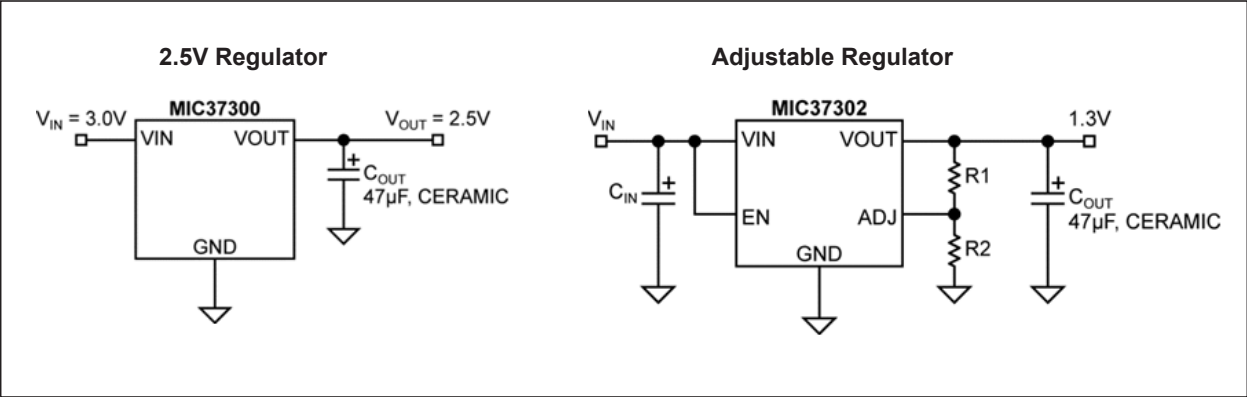 2.5V Regulator
MIC37300
V_IN = 3.0V
VIN
VOUT
V_OUT = 2.5V
C_OUT
47µF, CERAMIC
GND
+
Adjustable Regulator
MIC37302
V_IN
VIN
VOUT
1.3V
C_IN
+
EN
ADJ
GND
R1
R2
+
C_OUT
47µF, CERAMIC